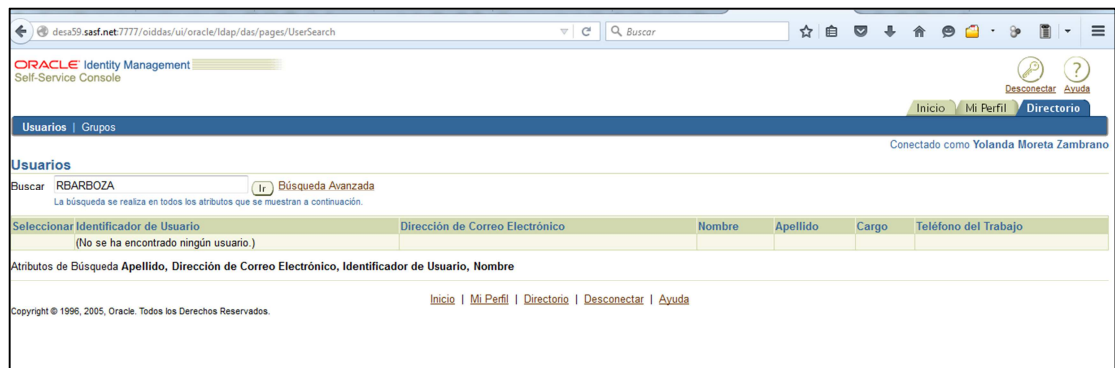 desa59.sasf.net:7777/oiddas/ui/oracle/ldap/das/pages/UserSearch
Buscar
ORACLE Identity Management
Self-Service Console
Desconectar Ayuda
Inicio Mi Perfil Directorio
Usuarios | Grupos
Conectado como Yolanda Moreta Zambrano
Usuarios
Buscar RBARBOZA Ir Búsqueda Avanzada
La búsqueda se realiza en todos los atributos que se muestran a continuación.
Seleccionar Identificador de Usuario Dirección de Correo Electrónico Nombre Apellido Cargo Teléfono del Trabajo
(No se ha encontrado ningún usuario.)
Atributos de Búsqueda Apellido, Dirección de Correo Electrónico, Identificador de Usuario, Nombre
Inicio | Mi Perfil | Directorio | Desconectar | Ayuda
Copyright © 1996, 2005, Oracle. Todos los Derechos Reservados.